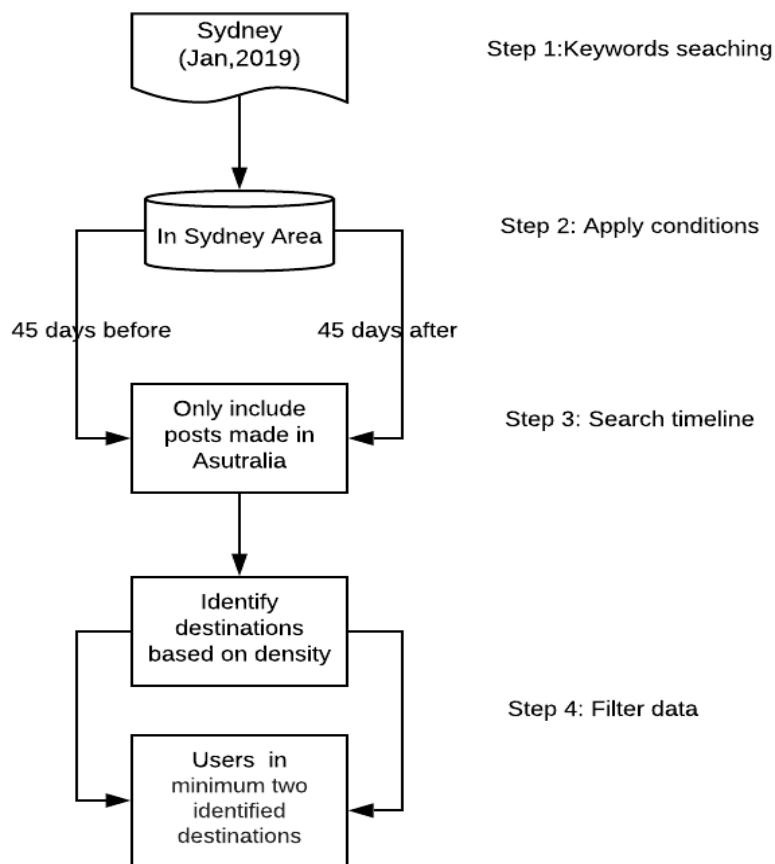 Sydney
(Jan,2019)
Step 1:Keywords seaching
In Sydney Area
Step 2: Apply conditions
45 days before
45 days after
Only include
posts made in
Asutralia
Step 3: Search timeline
Identify
destinations
based on density
Step 4: Filter data
Users in
minimum two
identified
destinations